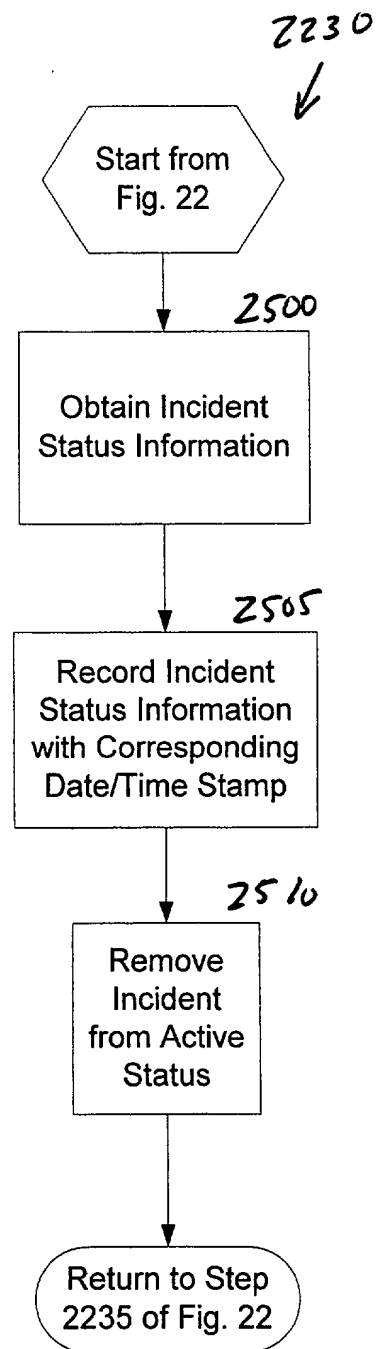 2230
Start from
Fig. 22
2500
Obtain Incident
Status Information
2505
Record Incident
Status Information
with Corresponding
Date/Time Stamp
2510
Remove
Incident
from Active
Status
Return to Step
2235 of Fig. 22